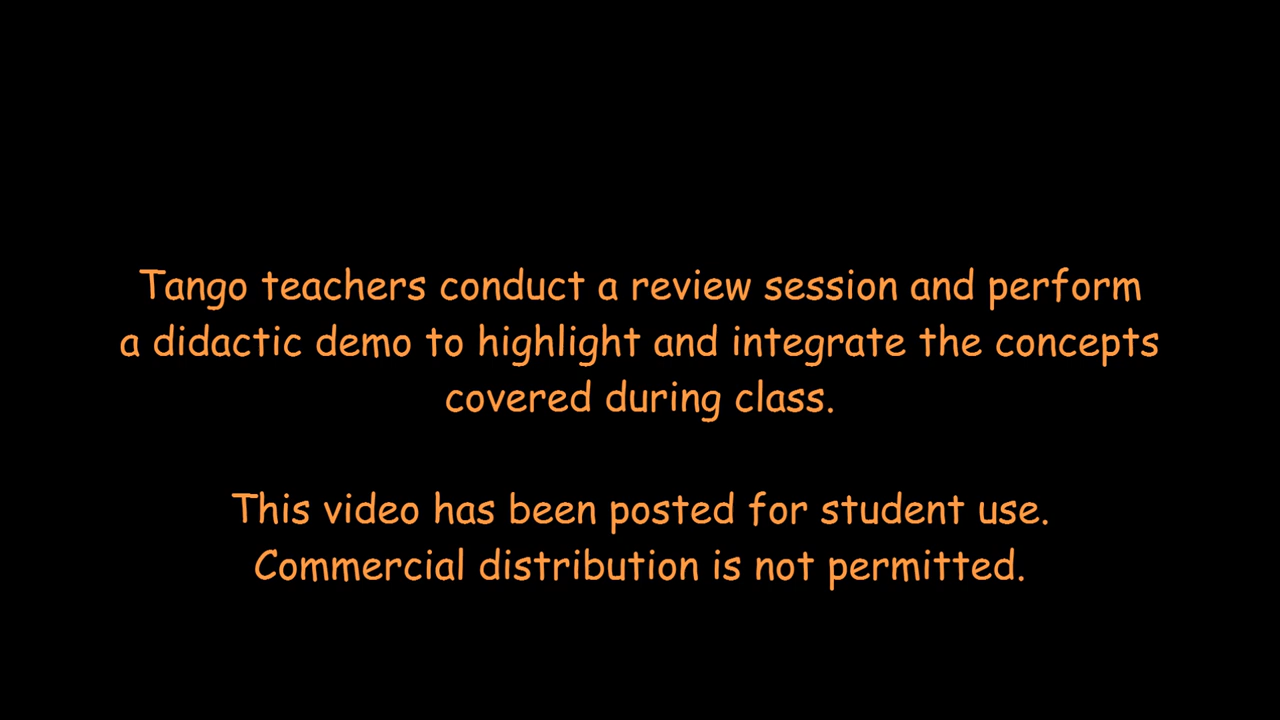 Tango teachers conduct a review session and perform
a didactic demo to highlight and integrate the concepts
covered during class.
This video has been posted for student use.
Commercial distribution is not permitted.